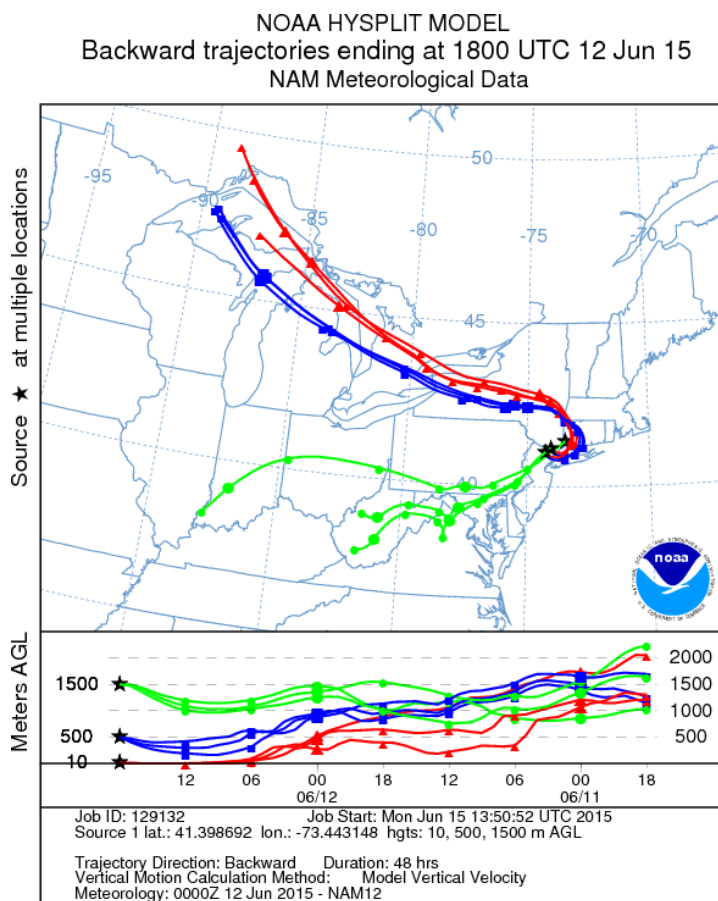 NOAA HYSPLIT MODEL
Backward trajectories ending at 1800 UTC 12 Jun 15
NAM Meteorological Data
Source ★ at multiple locations
-95
-90
-85
-80
-75
-70
50
45
40
noaa
Meters AGL
1500
500
10
2000
1500
1000
500
12 06 00 18 12 06 00 18
06/12 06/11
Job ID: 129132 Job Start: Mon Jun 15 13:50:52 UTC 2015
Source 1 lat.: 41.398692 lon.: -73.443148 hgts: 10, 500, 1500 m AGL
Trajectory Direction: Backward Duration: 48 hrs
Vertical Motion Calculation Method: Model Vertical Velocity
Meteorology: 0000Z 12 Jun 2015 - NAM12